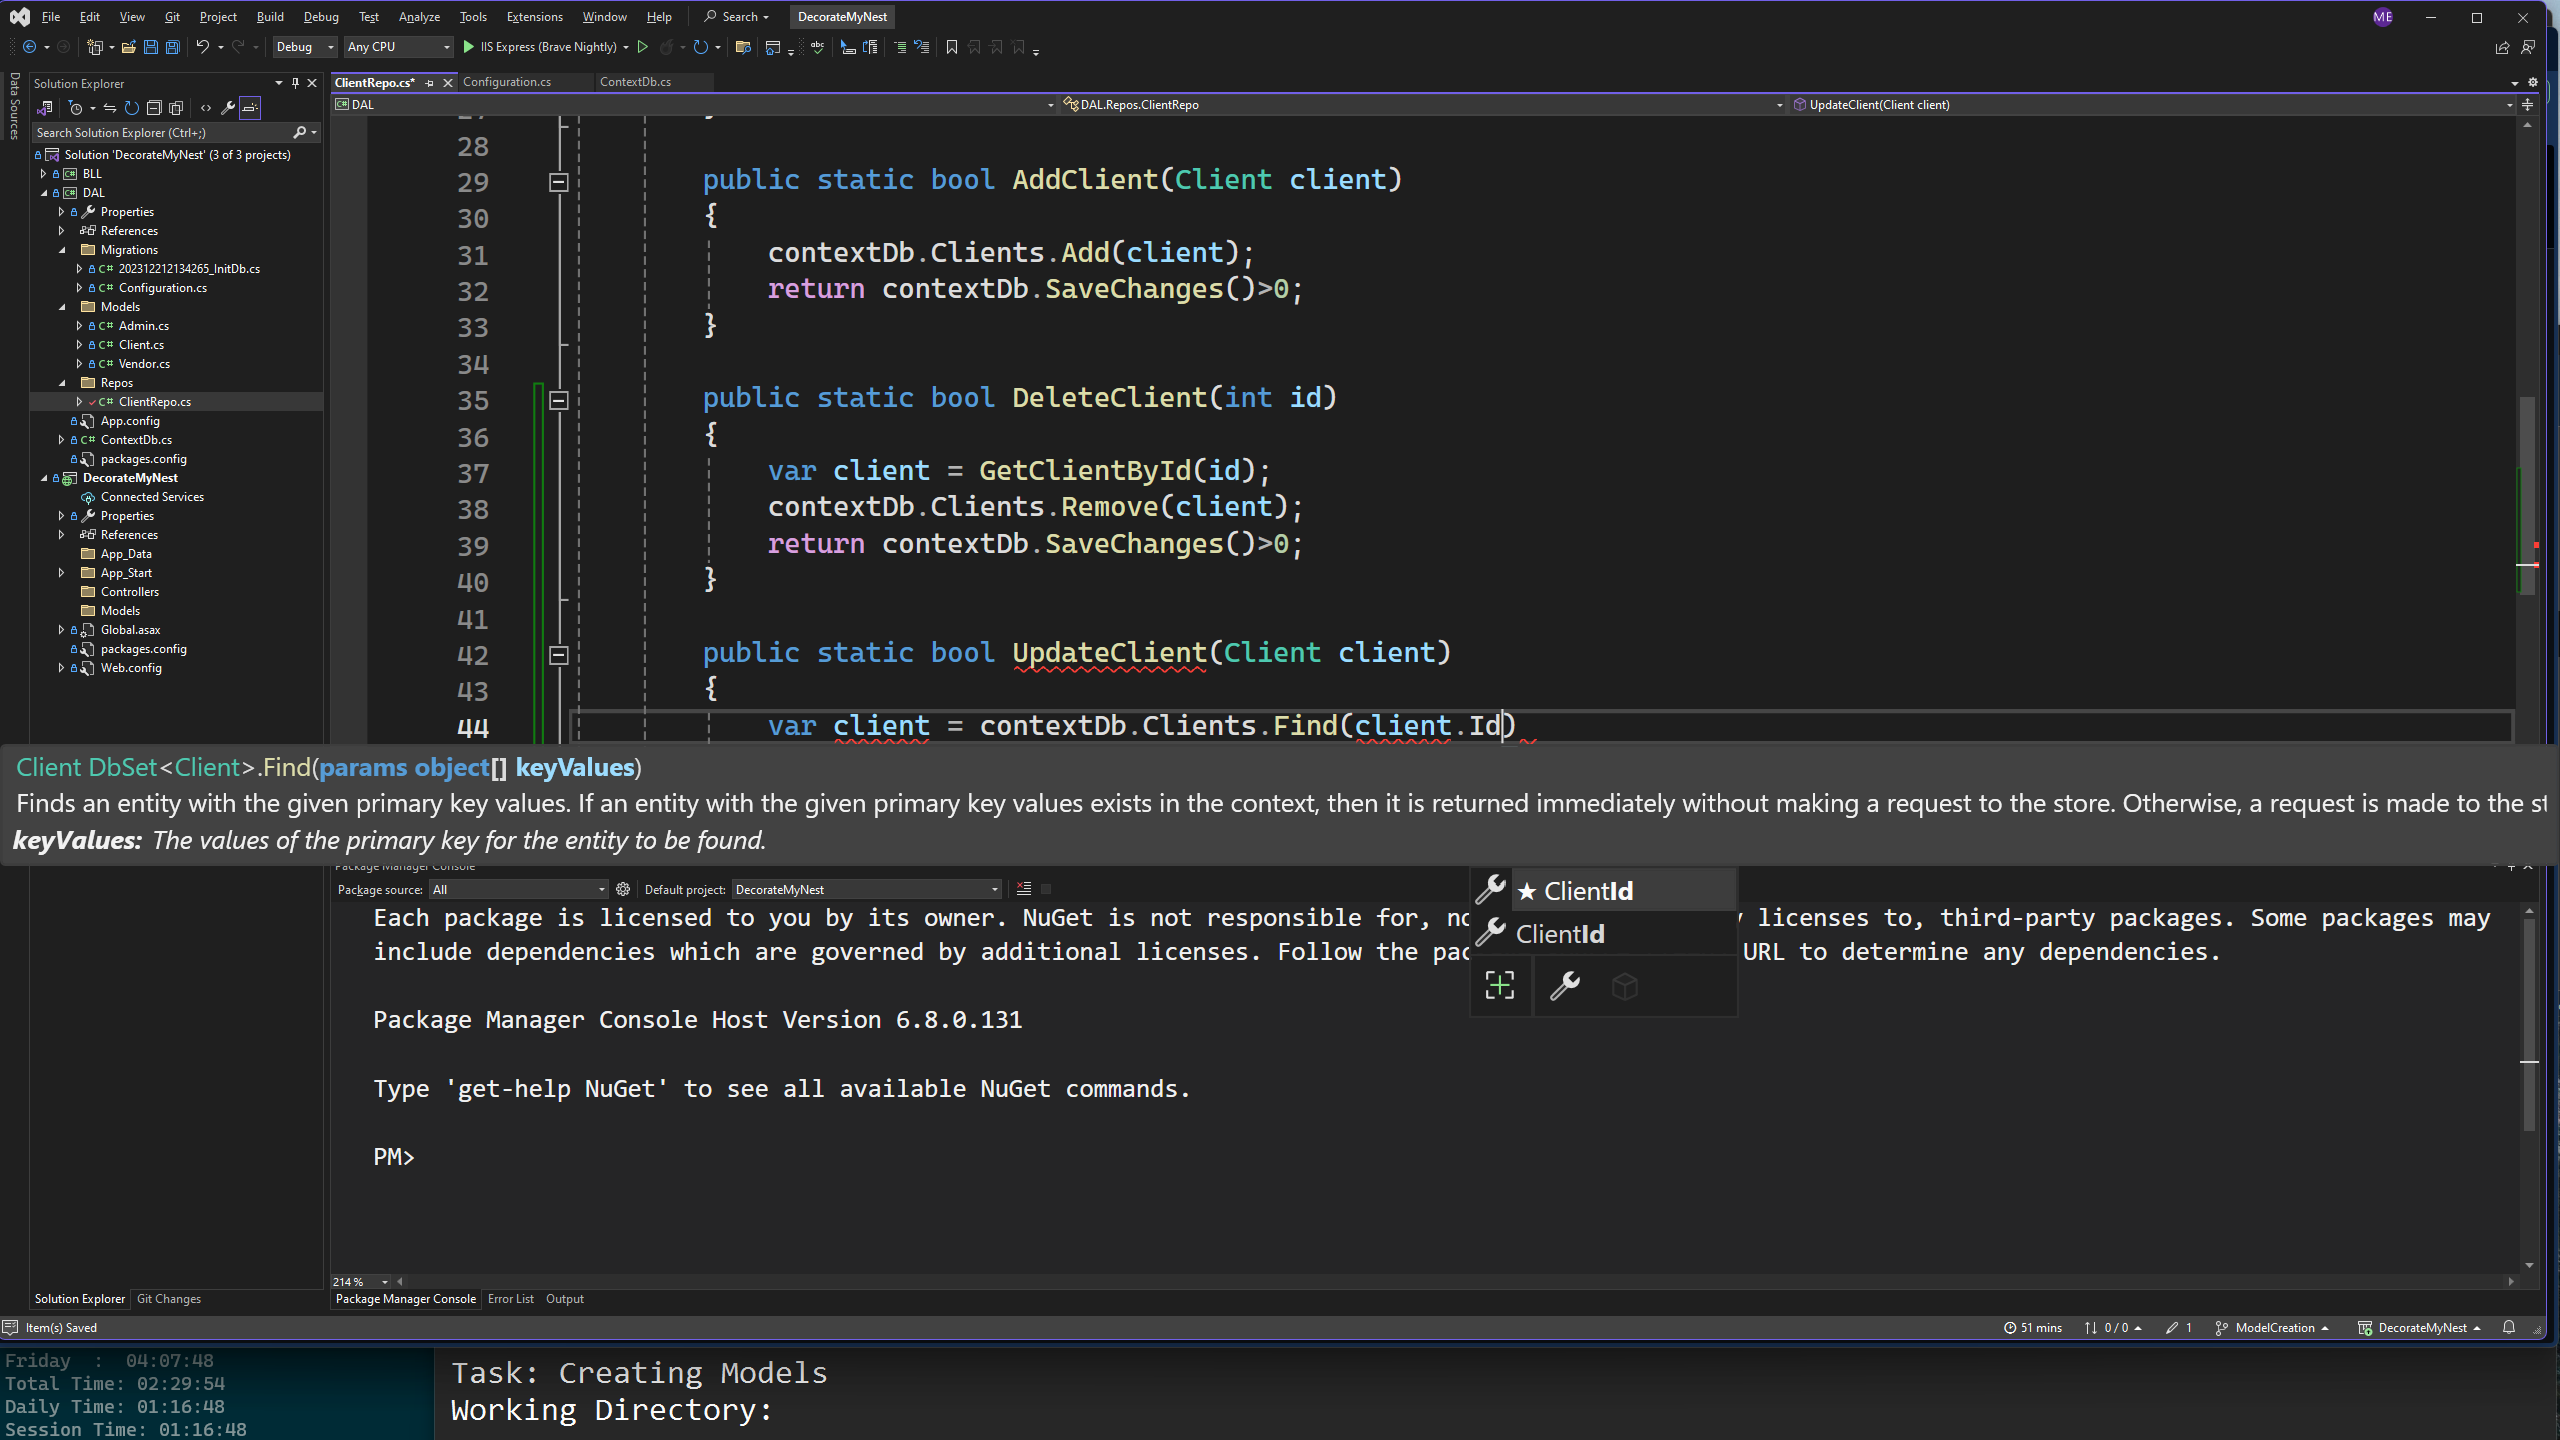 File Edit View Git Project Build Debug Test Analyze Tools Extensions Window Help Search DecorateMyNest ME
Debug Any CPU IIS Express (Brave Nightly)
Data Sources
Solution Explorer
Search Solution Explorer (Ctrl+;)
Solution 'DecorateMyNest' (3 of 3 projects)
BLL
DAL
Properties
References
Migrations
202312212134265_InitDb.cs
Configuration.cs
Models
Admin.cs
Client.cs
Vendor.cs
Repos
ClientRepo.cs
App.config
ContextDb.cs
packages.config
DecorateMyNest
Connected Services
Properties
References
App_Data
App_Start
Controllers
Models
Global.asax
packages.config
Web.config
ClientRepo.cs* Configuration.cs ContextDb.cs
DAL DAL.Repos.ClientRepo UpdateClient(Client client)
28
29 public static bool AddClient(Client client)
30 {
31 contextDb.Clients.Add(client);
32 return contextDb.SaveChanges()>0;
33 }
34
35 public static bool DeleteClient(int id)
36 {
37 var client = GetClientById(id);
38 contextDb.Clients.Remove(client);
39 return contextDb.SaveChanges()>0;
40 }
41
42 public static bool UpdateClient(Client client)
43 {
44 var client = contextDb.Clients.Find(client.Id)
Client DbSet<Client>.Find(params object[] keyValues)
Finds an entity with the given primary key values. If an entity with the given primary key values exists in the context, then it is returned immediately without making a request to the store. Otherwise, a request is made to the st
keyValues: The values of the primary key for the entity to be found.
Package Manager Console
Package source: All Default project: DecorateMyNest
★ ClientId
ClientId
Each package is licensed to you by its owner. NuGet is not responsible for, no licenses to, third-party packages. Some packages may
include dependencies which are governed by additional licenses. Follow the pac URL to determine any dependencies.
Package Manager Console Host Version 6.8.0.131
Type 'get-help NuGet' to see all available NuGet commands.
PM>
214 %
Solution Explorer Git Changes
Package Manager Console Error List Output
Item(s) Saved 51 mins 0 / 0 1 ModelCreation DecorateMyNest
Friday : 04:07:48
Total Time: 02:29:54
Daily Time: 01:16:48
Session Time: 01:16:48
Task: Creating Models
Working Directory: